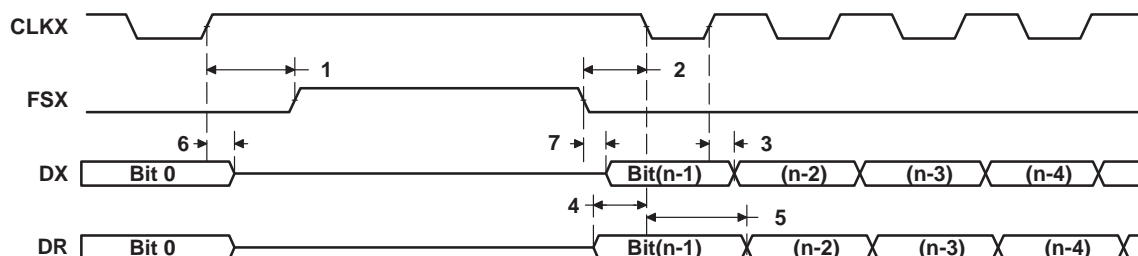 CLKX
1 2
FSX
6 7 3
DX Bit 0 Bit(n-1) (n-2) (n-3) (n-4)
4 5
DR Bit 0 Bit(n-1) (n-2) (n-3) (n-4)